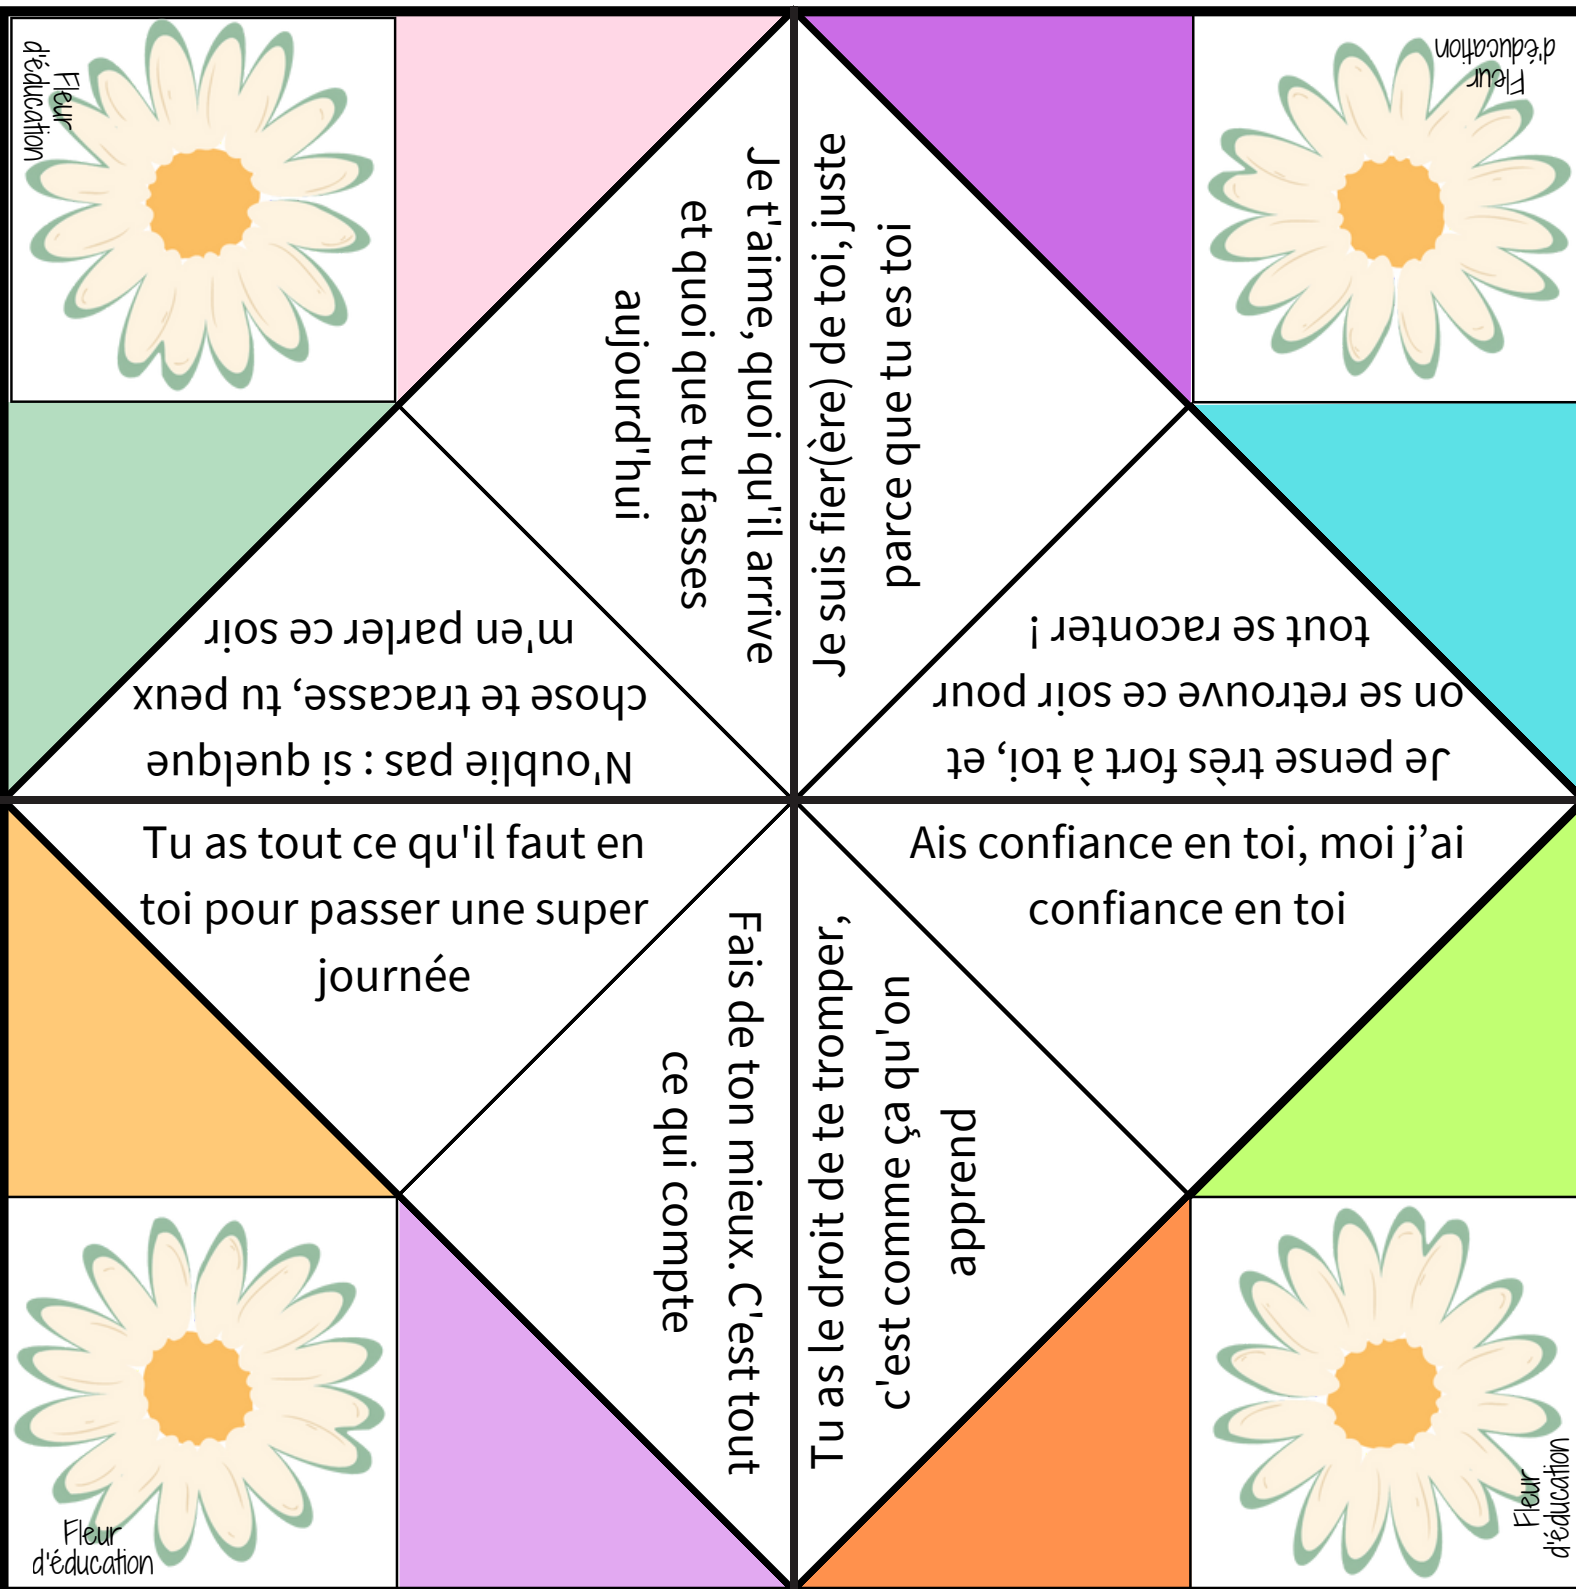 Fleur
d'éducation
Fleur
d'éducation
Je t'aime, quoi qu'il arrive
et quoi que tu fasses
aujourd'hui
Je suis fier(ère) de toi, juste
parce que tu es toi
N'oublie pas : si quelque
chose te tracasse, tu peux
m'en parler ce soir
Je pense très fort à toi, et
on se retrouve ce soir pour
tout se raconter !
Tu as tout ce qu'il faut en
toi pour passer une super
journée
Ais confiance en toi, moi j’ai
confiance en toi
Fais de ton mieux. C'est tout
ce qui compte
Tu as le droit de te tromper,
c'est comme ça qu'on
apprend
Fleur
d'éducation
Fleur
d'éducation